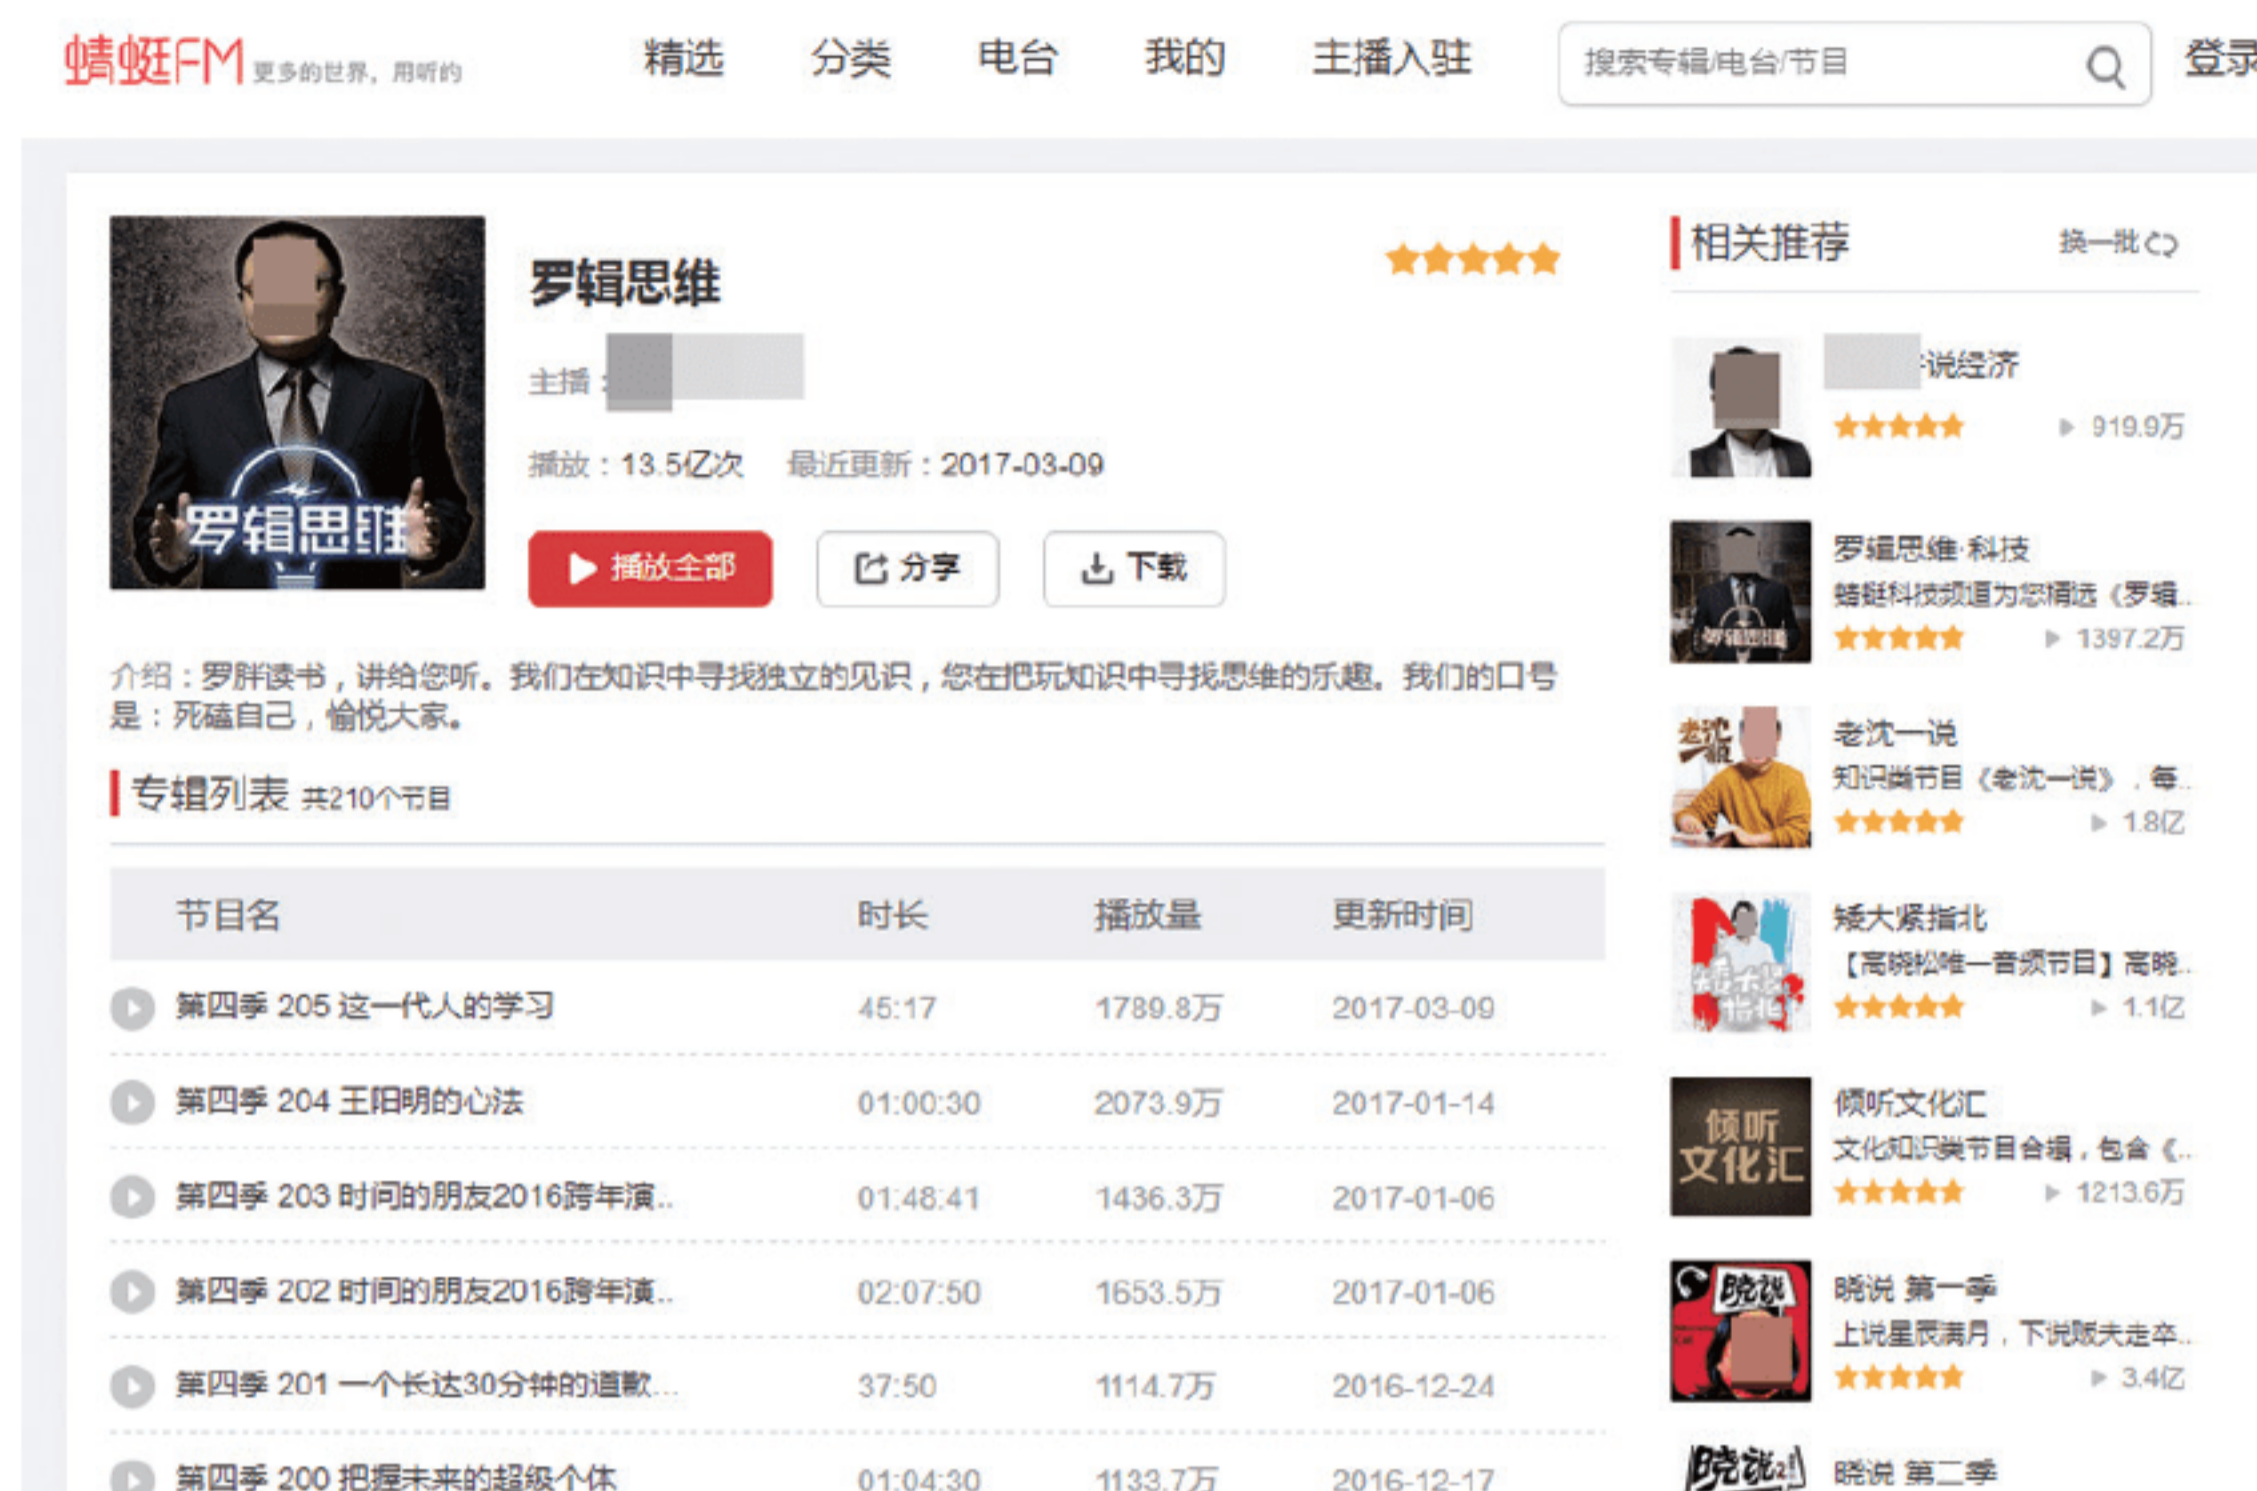 蜻蜓FM 更多的世界，用听的
精选 分类 电台 我的 主播入驻
搜索专辑/电台/节目
登录
罗辑思维
罗辑思维
主播：
播放：13.5亿次 最近更新：2017-03-09
播放全部 分享 下载
介绍：罗胖读书，讲给您听。我们在知识中寻找独立的见识，您在把玩知识中寻找思维的乐趣。我们的口号
是：死磕自己，愉悦大家。
专辑列表 共210个节目
节目名 时长 播放量 更新时间
第四季 205 这一代人的学习 45:17 1789.8万 2017-03-09
第四季 204 王阳明的心法 01:00:30 2073.9万 2017-01-14
第四季 203 时间的朋友2016跨年演... 01:48:41 1436.3万 2017-01-06
第四季 202 时间的朋友2016跨年演... 02:07:50 1653.5万 2017-01-06
第四季 201 一个长达30分钟的道歉... 37:50 1114.7万 2016-12-24
第四季 200 把握未来的超级个体 01:04:30 1133.7万 2016-12-17
相关推荐 换一批
说经济
919.9万
罗辑思维
罗辑思维·科技
蜻蜓科技频道为您精选《罗辑...
1397.2万
老沈一说
知识类节目《老沈一说》，每...
1.8亿
矮大紧指北
矮大紧指北
【高晓松唯一音频节目】高晓...
1.1亿
倾听
文化汇
倾听文化汇
文化知识类节目合辑，包含《...
1213.6万
晓说
晓说 第一季
上说星辰满月，下说贩夫走卒...
3.4亿
晓说2
晓说 第二季